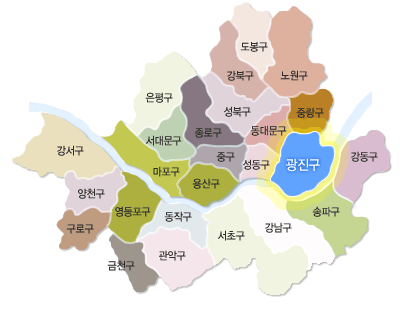 도봉구
노원구
강북구
은평구
성북구
중랑구
종로구
동대문구
서대문구
강서구
중구
강동구
성동구
광진구
마포구
용산구
양천구
영등포구
동작구
송파구
구로구
서초구
강남구
관악구
금천구